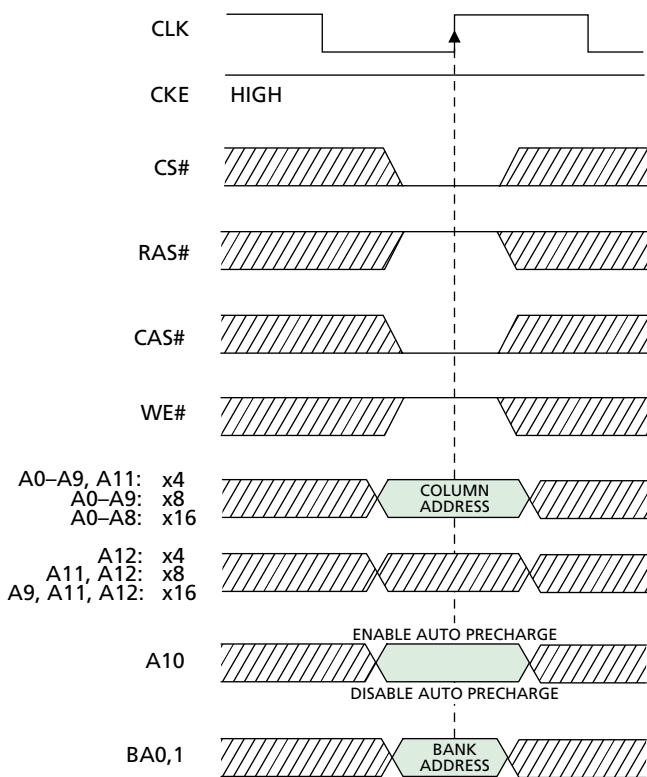 CLK
CKE HIGH
CS#
RAS#
CAS#
WE#
A0–A9, A11: x4
A0–A9: x8
A0–A8: x16
COLUMN
ADDRESS
A12: x4
A11, A12: x8
A9, A11, A12: x16
ENABLE AUTO PRECHARGE
A10
DISABLE AUTO PRECHARGE
BA0,1
BANK
ADDRESS